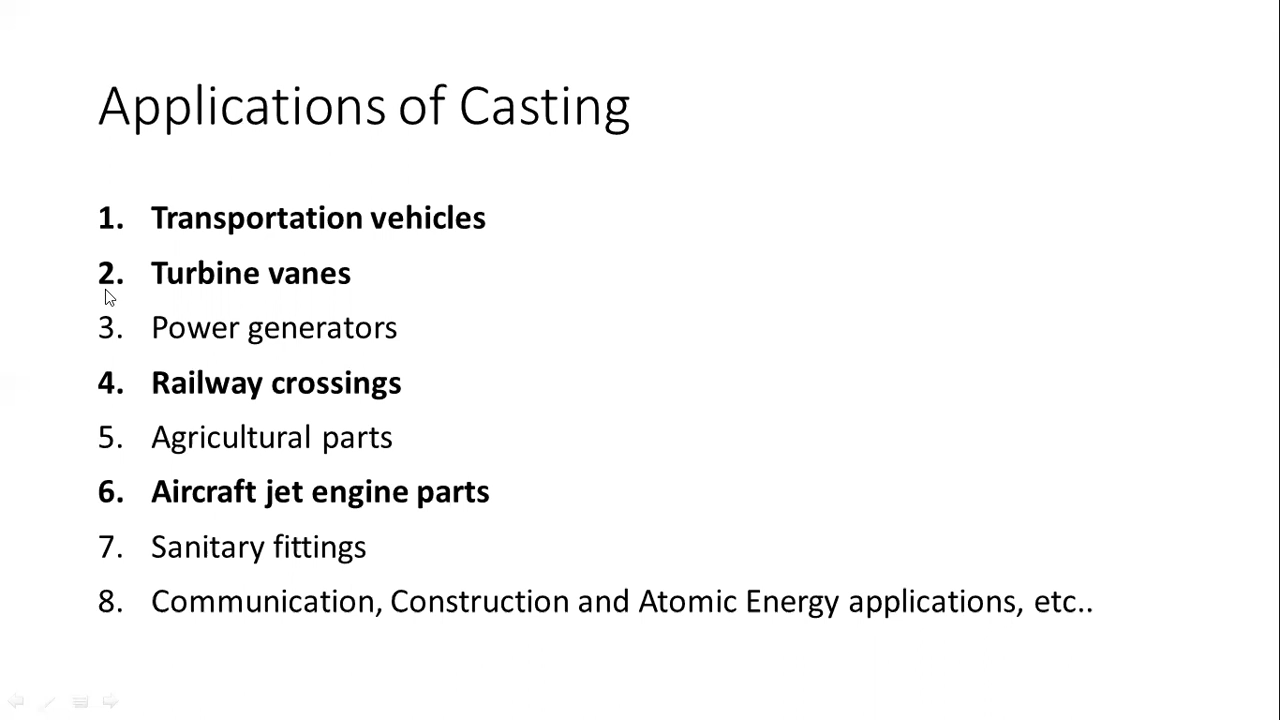 Applications of Casting
1. Transportation vehicles
2. Turbine vanes
3. Power generators
4. Railway crossings
5. Agricultural parts
6. Aircraft jet engine parts
7. Sanitary fittings
8. Communication, Construction and Atomic Energy applications, etc..